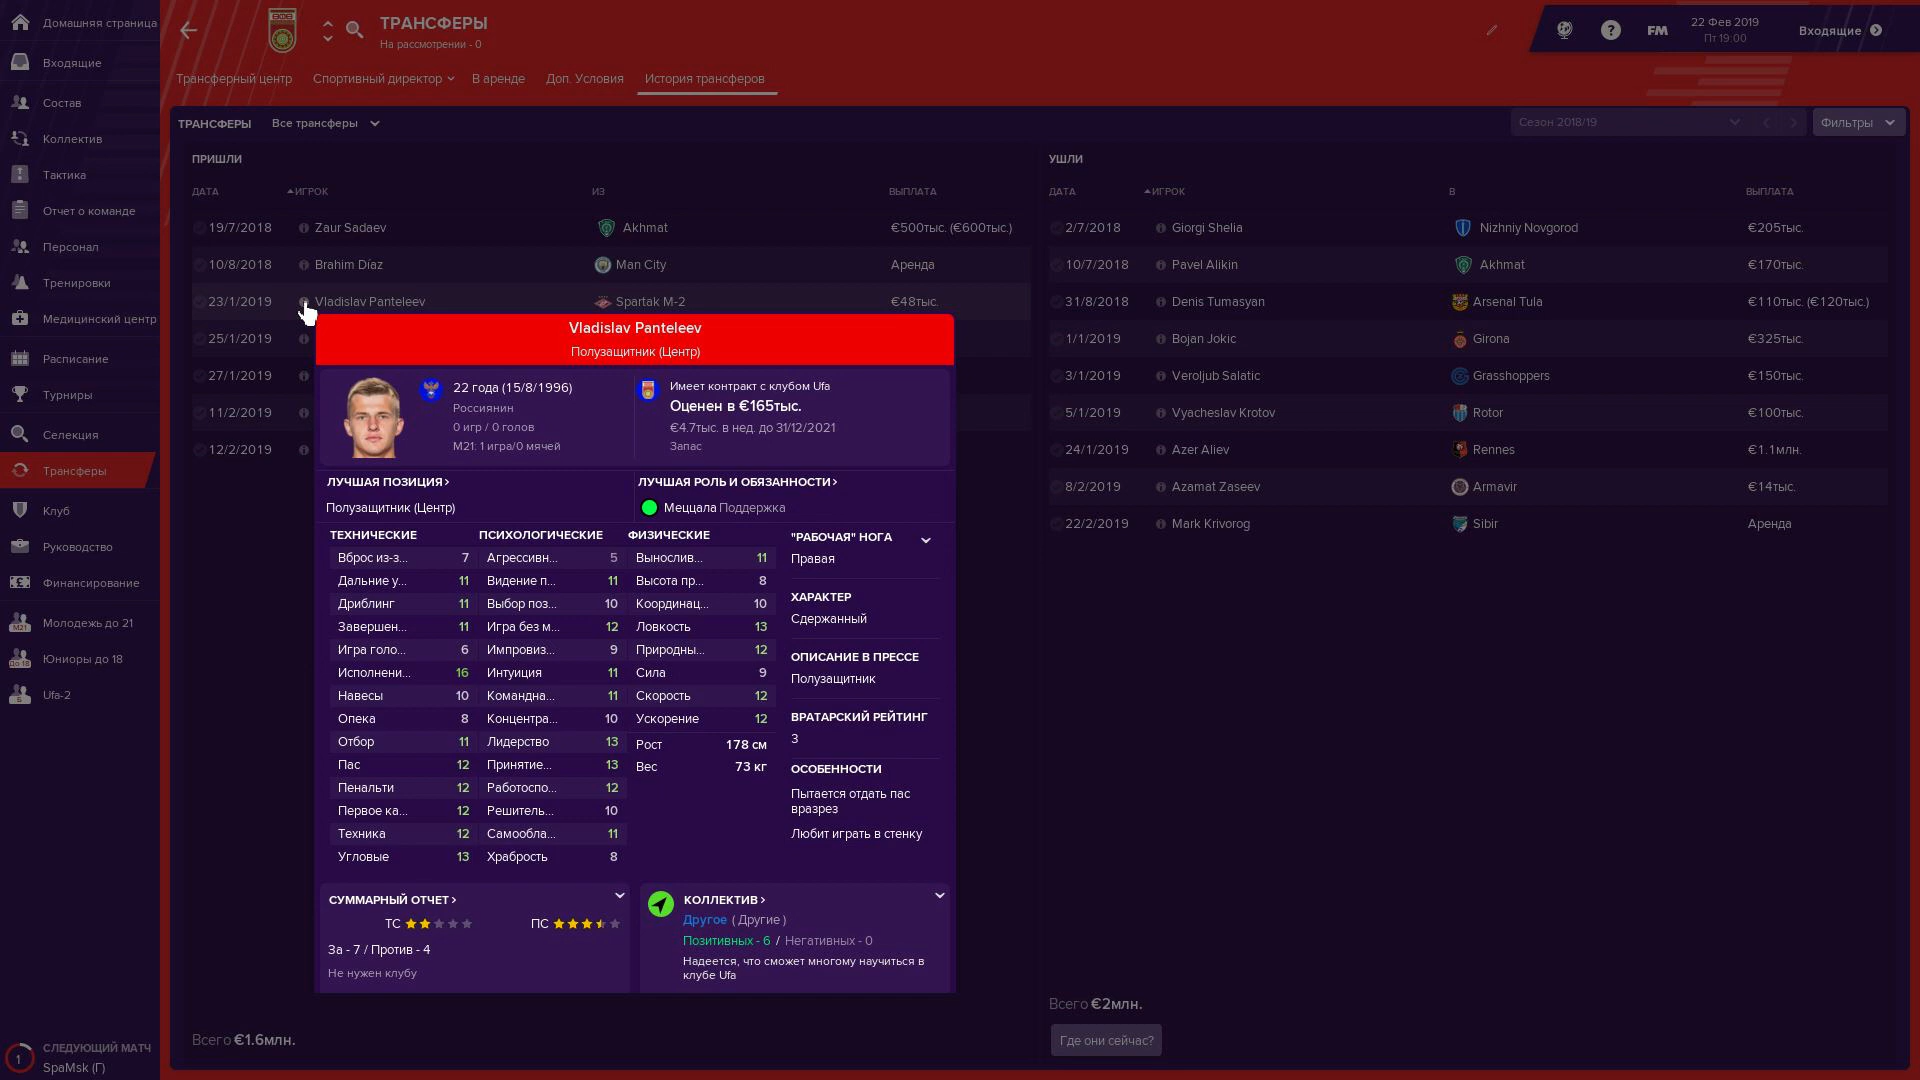 Домашняя страница
Входящие
Состав
Коллектив
Тактика
Отчет о команде
Персонал
Тренировки
Медицинский центр
Расписание
Турниры
Селекция
Трансферы
Клуб
Руководство
Финансирование
Молодежь до 21
Юниоры до 18
Ufa-2
1
СЛЕДУЮЩИЙ МАТЧ
SpaMsk (Г)
ТРАНСФЕРЫ
На рассмотрении - 0
FM
22 Фев 2019
Пт 19:00
Входящие
Трансферный центр Спортивный директор В аренде Доп. Условия История трансферов
ТРАНСФЕРЫ Все трансферы
Сезон 2018/19 Фильтры
ПРИШЛИ
ДАТА ИГРОК ИЗ ВЫПЛАТА
19/7/2018 Zaur Sadaev Akhmat €500тыс. (€600тыс.)
10/8/2018 Brahim Díaz Man City Аренда
23/1/2019 Vladislav Panteleev Spartak M-2 €48тыс.
25/1/2019
27/1/2019
11/2/2019
12/2/2019
Всего €1.6млн.
УШЛИ
ДАТА ИГРОК В ВЫПЛАТА
2/7/2018 Giorgi Shelia Nizhniy Novgorod €205тыс.
10/7/2018 Pavel Alikin Akhmat €170тыс.
31/8/2018 Denis Tumasyan Arsenal Tula €110тыс. (€120тыс.)
1/1/2019 Bojan Jokic Girona €325тыс.
3/1/2019 Veroljub Salatic Grasshoppers €150тыс.
5/1/2019 Vyacheslav Krotov Rotor €100тыс.
24/1/2019 Azer Aliev Rennes €1.1млн.
8/2/2019 Azamat Zaseev Armavir €14тыс.
22/2/2019 Mark Krivorog Sibir Аренда
Всего €2млн.
Где они сейчас?
Vladislav Panteleev
Полузащитник (Центр)
22 года (15/8/1996)
Россиянин
0 игр / 0 голов
М21: 1 игра/0 мячей
Имеет контракт с клубом Ufa
Оценен в €165тыс.
€4.7тыс. в нед. до 31/12/2021
Запас
ЛУЧШАЯ ПОЗИЦИЯ
Полузащитник (Центр)
ЛУЧШАЯ РОЛЬ И ОБЯЗАННОСТИ
Меццала Поддержка
ТЕХНИЧЕСКИЕ
Вброс из-з... 7
Дальние у... 11
Дриблинг 11
Завершен... 11
Игра голо... 6
Исполнени... 16
Навесы 10
Опека 8
Отбор 11
Пас 12
Пенальти 12
Первое ка... 12
Техника 12
Угловые 13
ПСИХОЛОГИЧЕСКИЕ
Агрессивн... 5
Видение п... 11
Выбор поз... 10
Игра без м... 12
Импровиз... 9
Интуиция 11
Командна... 11
Концентра... 10
Лидерство 13
Принятие... 13
Работоспо... 12
Решитель... 10
Самообла... 11
Храбрость 8
ФИЗИЧЕСКИЕ
Вынослив... 11
Высота пр... 8
Координац... 10
Ловкость 13
Природны... 12
Сила 9
Скорость 12
Ускорение 12
Рост 178 см
Вес 73 кг
"РАБОЧАЯ" НОГА
Правая
ХАРАКТЕР
Сдержанный
ОПИСАНИЕ В ПРЕССЕ
Полузащитник
ВРАТАРСКИЙ РЕЙТИНГ
3
ОСОБЕННОСТИ
Пытается отдать пас
вразрез
Любит играть в стенку
СУММАРНЫЙ ОТЧЕТ
ТС ПС
За - 7 / Против - 4
Не нужен клубу
КОЛЛЕКТИВ
Другое ( Другие )
Позитивных - 6 / Негативных - 0
Надеется, что сможет многому научиться в
клубе Ufa